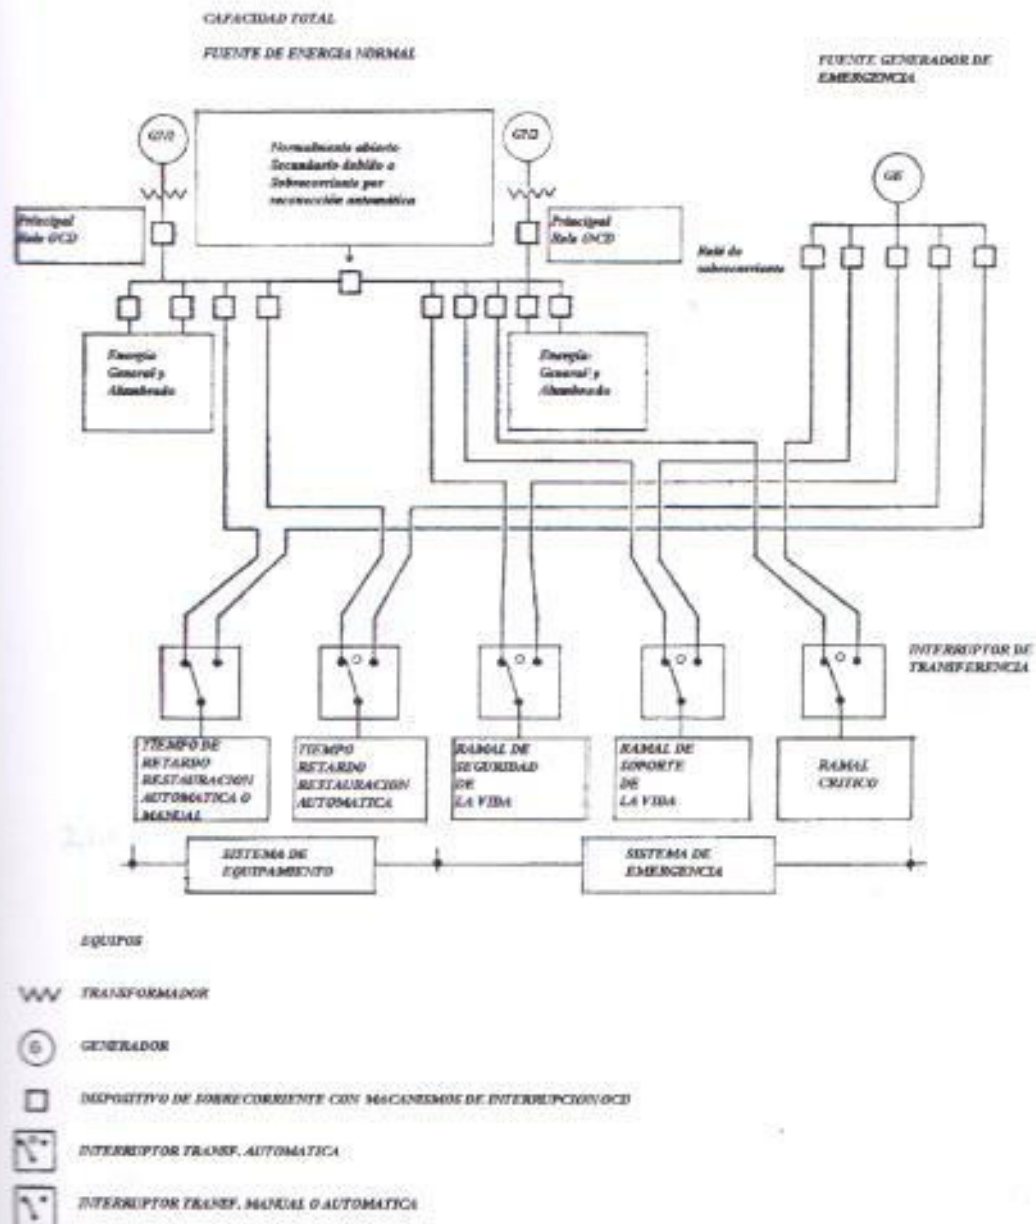 CAPACIDAD TOTAL
FUENTE DE ENERGIA NORMAL
FUENTE GENERADOR DE
EMERGENCIA
Normalmente abierto
Secundario debido a
Sobrecorriente por
reconección automática
GN1
GN2
GE
Principal
Rele OCD
Principal
Rele OCD
Relé de
sobrecorriente
Energía
General y
Alumbrado
Energía
General y
Alumbrado
INTERRUPTOR DE
TRANSFERENCIA
TIEMPO DE
RETARDO
RESTAURACION
AUTOMATICA O
MANUAL
TIEMPO
RETARDO
RESTAURACION
AUTOMATICA
RAMAL DE
SEGURIDAD
DE
LA VIDA
RAMAL DE
SOPORTE
DE
LA VIDA
RAMAL
CRITICO
SISTEMA DE
EQUIPAMIENTO
SISTEMA DE
EMERGENCIA
EQUIPOS
TRANSFORMADOR
G
GENERADOR
DISPOSITIVO DE SOBRECORRIENTE CON MACANISMOS DE INTERRUPCION OCD
INTERRUPTOR TRANSF. AUTOMATICA
INTERRUPTOR TRANSF. MANUAL O AUTOMATICA